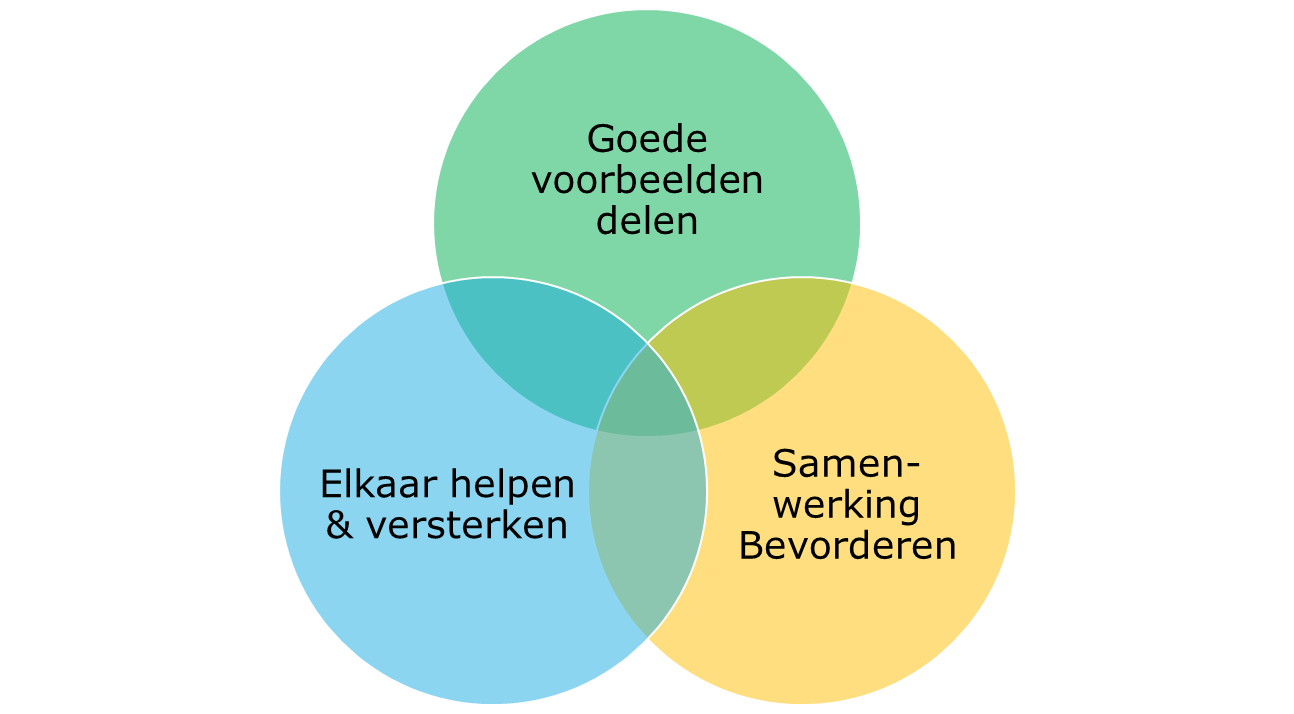 Goede
voorbeelden
delen
Elkaar helpen
& versterken
Samen-
werking
Bevorderen